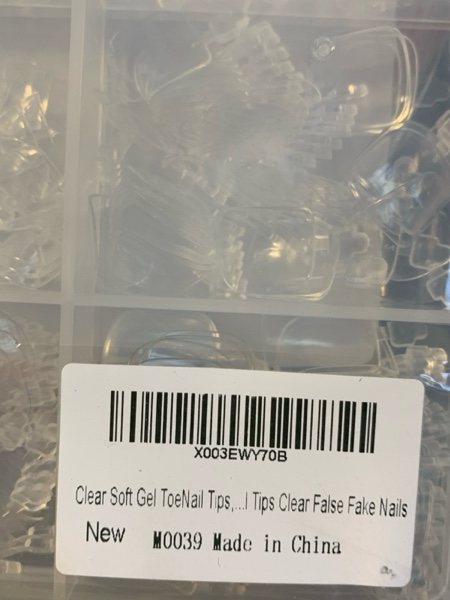 X003EWY70B
Clear Soft Gel ToeNail Tips,...l Tips Clear False Fake Nails
New M0039 Made in China